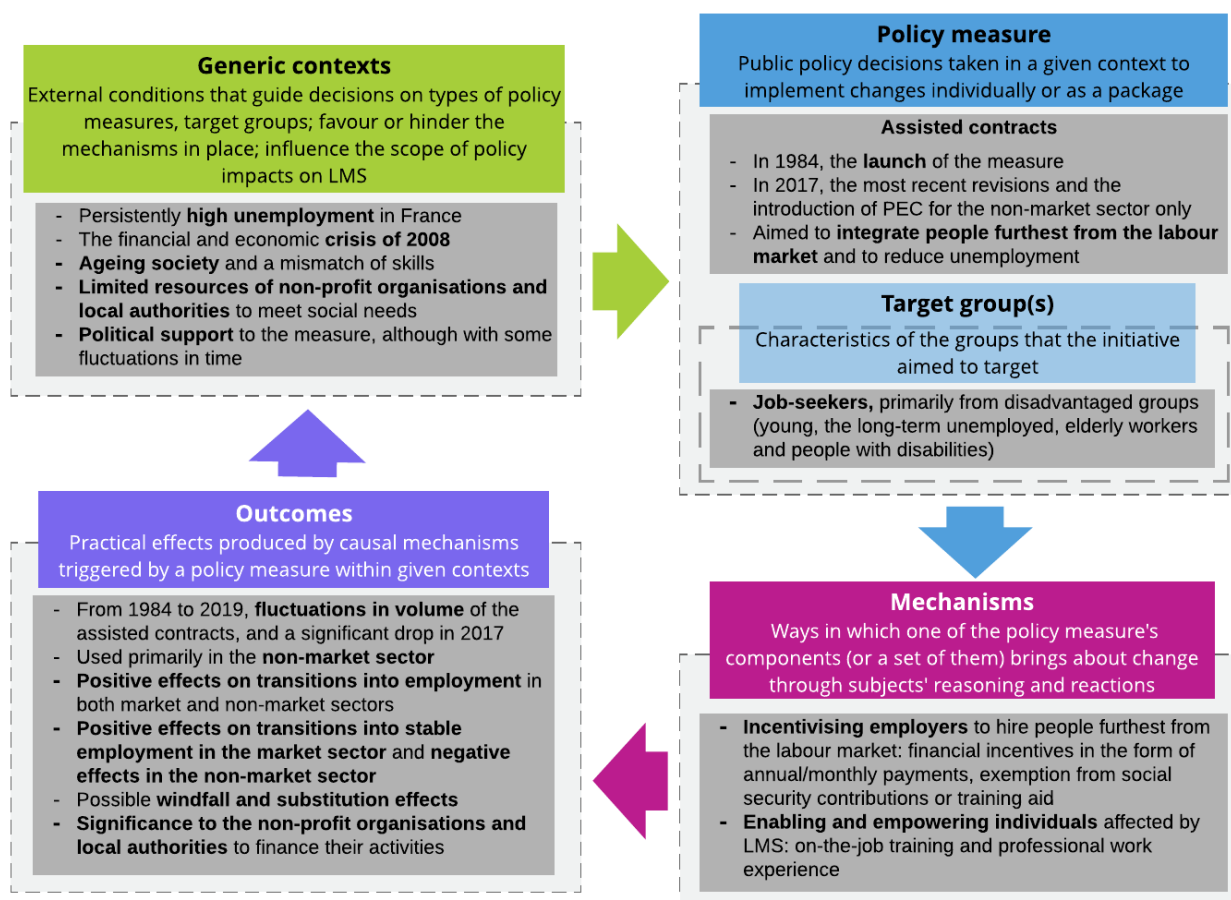 Generic contexts
External conditions that guide decisions on types of policy
measures, target groups; favour or hinder the
mechanisms in place; influence the scope of policy
impacts on LMS
- Persistently high unemployment in France
- The financial and economic crisis of 2008
- Ageing society and a mismatch of skills
- Limited resources of non-profit organisations and
local authorities to meet social needs
- Political support to the measure, although with some
fluctuations in time
Policy measure
Public policy decisions taken in a given context to
implement changes individually or as a package
Assisted contracts
- In 1984, the launch of the measure
- In 2017, the most recent revisions and the
introduction of PEC for the non-market sector only
- Aimed to integrate people furthest from the labour
market and to reduce unemployment
Target group(s)
Characteristics of the groups that the initiative
aimed to target
- Job-seekers, primarily from disadvantaged groups
(young, the long-term unemployed, elderly workers
and people with disabilities)
Mechanisms
Ways in which one of the policy measure's
components (or a set of them) brings about change
through subjects' reasoning and reactions
- Incentivising employers to hire people furthest from
the labour market: financial incentives in the form of
annual/monthly payments, exemption from social
security contributions or training aid
- Enabling and empowering individuals affected by
LMS: on-the-job training and professional work
experience
Outcomes
Practical effects produced by causal mechanisms
triggered by a policy measure within given contexts
- From 1984 to 2019, fluctuations in volume of the
assisted contracts, and a significant drop in 2017
- Used primarily in the non-market sector
- Positive effects on transitions into employment in
both market and non-market sectors
- Positive effects on transitions into stable
employment in the market sector and negative
effects in the non-market sector
- Possible windfall and substitution effects
- Significance to the non-profit organisations and
local authorities to finance their activities